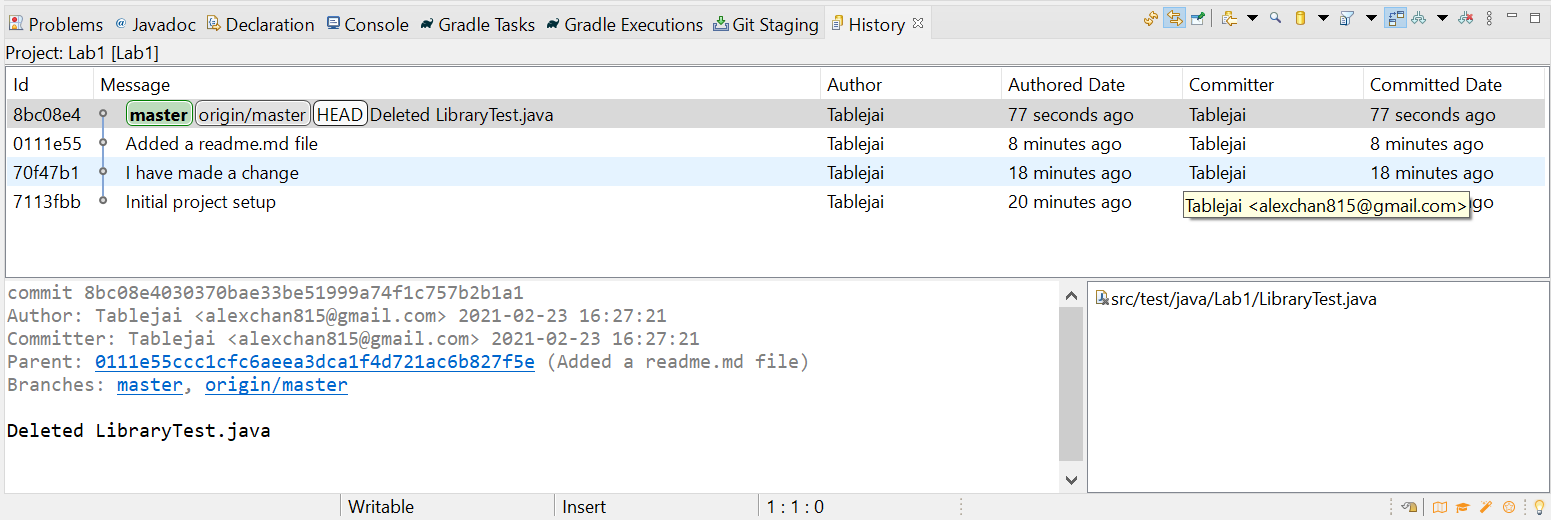 Problems @ Javadoc Declaration Console Gradle Tasks Gradle Executions Git Staging History
Project: Lab1 [Lab1]
Id Message Author Authored Date Committer Committed Date
8bc08e4 master origin/master HEAD Deleted LibraryTest.java Tablejai 77 seconds ago Tablejai 77 seconds ago
0111e55 Added a readme.md file Tablejai 8 minutes ago Tablejai 8 minutes ago
70f47b1 I have made a change Tablejai 18 minutes ago Tablejai 18 minutes ago
7113fbb Initial project setup Tablejai 20 minutes ago Tablejai <alexchan815@gmail.com> go
commit 8bc08e4030370bae33be51999a74f1c757b2b1a1
Author: Tablejai <alexchan815@gmail.com> 2021-02-23 16:27:21
Committer: Tablejai <alexchan815@gmail.com> 2021-02-23 16:27:21
Parent: 0111e55ccc1cfc6aeea3dca1f4d721ac6b827f5e (Added a readme.md file)
Branches: master, origin/master
Deleted LibraryTest.java
src/test/java/Lab1/LibraryTest.java
Writable Insert 1 : 1 : 0